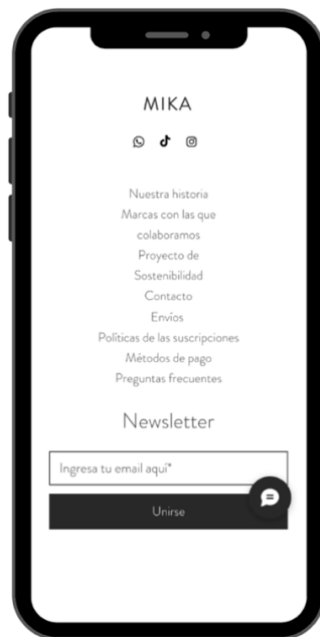 MIKA
Nuestra historia
Marcas con las que
colaboramos
Proyecto de
Sostenibilidad
Contacto
Envíos
Políticas de las suscripciones
Métodos de pago
Preguntas frecuentes
Newsletter
Ingresa tu email aquí*
Unirse